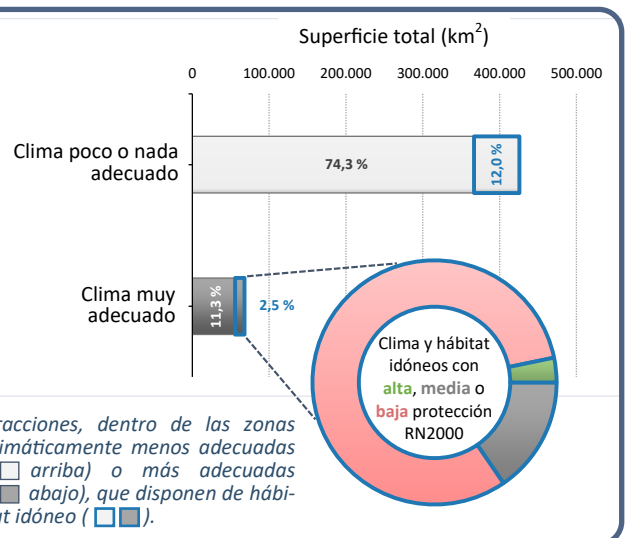 Superficie total (km²)
0 100.000 200.000 300.000 400.000 500.000
Clima poco o nada
adecuado
74,3 %
12,0 %
Clima muy
adecuado
11,3 %
2,5 %
Clima y hábitat
idóneos con
alta, media o
baja protección
RN2000
racciones, dentro de las zonas
imáticamente menos adecuadas
arriba) o más adecuadas
abajo), que disponen de hábi-
at idóneo ( ).